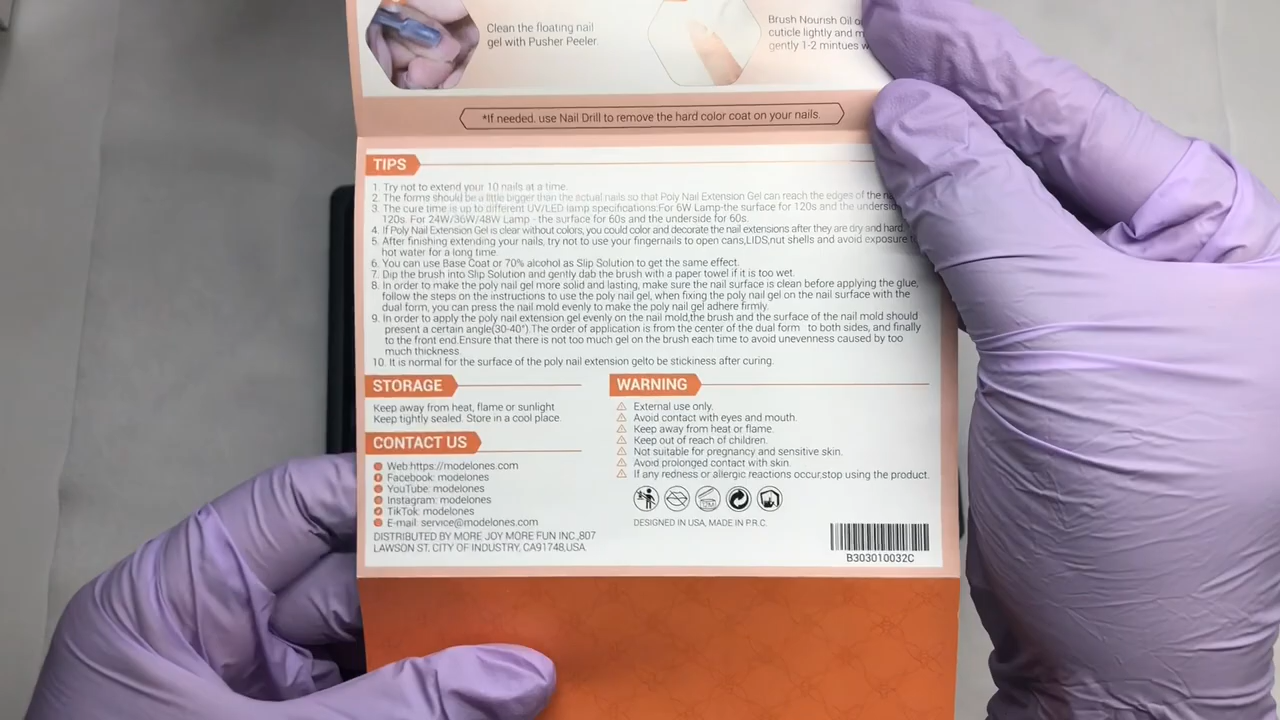 Clean the floating nail
gel with Pusher Peeler.
Brush Nourish Oil
cuticle lightly and
gently 1-2 mintues
*If needed, use Nail Drill to remove the hard color coat on your nails.
TIPS
1. Try not to extend your 10 nails at a time.
2. The forms should be a little bigger than the actual nails so that Poly Nail Extension Gel can reach the edges of the
3. The cure time is up to different UV/LED lamp specifications:For 6W Lamp-the surface for 120s and the
120s. For 24W/36W/48W Lamp - the surface for 60s and the underside for 60s.
4. If Poly Nail Extension Gel is clear without colors, you could color and decorate the nail extensions after they are dry and hard.
5. After finishing extending your nails, try not to use your fingernails to open cans,LIDS,nut shells and avoid exposure
hot water for a long time.
6. You can use Base Coat or 70% alcohol as Slip Solution to get the same effect.
7. Dip the brush into Slip Solution and gently dab the brush with a paper towel if it is too wet.
8. In order to make the poly nail gel more solid and lasting, make sure the nail surface is clean before applying the glue,
follow the steps on the instructions to use the poly nail gel, when fixing the poly nail gel on the nail surface with the
dual form, you can press the nail mold evenly to make the poly nail gel adhere firmly.
9. In order to apply the poly nail extension gel evenly on the nail mold,the brush and the surface of the nail mold should
present a certain angle(30-40°).The order of application is from the center of the dual form to both sides, and finally
to the front end.Ensure that there is not too much gel on the brush each time to avoid unevenness caused by too
much thickness.
10. It is normal for the surface of the poly nail extension gelto be stickiness after curing.
STORAGE
Keep away from heat, flame or sunlight
Keep tightly sealed. Store in a cool place.
CONTACT US
Web:https://modelones.com
Facebook: modelones
YouTube: modelones
Instagram: modelones
TikTok: modelones
E-mail: service@modelones.com
DISTRIBUTED BY MORE JOY MORE FUN INC.,807
LAWSON ST. CITY OF INDUSTRY, CA91748,USA
WARNING
External use only.
Avoid contact with eyes and mouth.
Keep away from heat or flame.
Keep out of reach of children.
Not suitable for pregnancy and sensitive skin.
Avoid prolonged contact with skin.
If any redness or allergic reactions occur,stop using the product.
DESIGNED IN USA, MADE IN P.R.C.
B303010032C